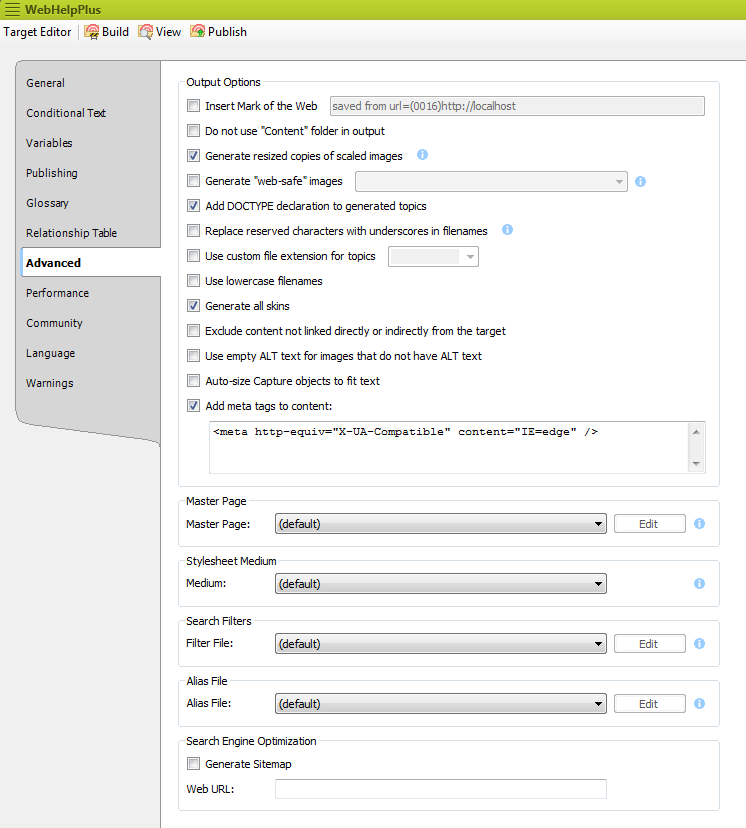 WebHelpPlus
Target Editor Build View Publish
General
Conditional Text
Variables
Publishing
Glossary
Relationship Table
Advanced
Performance
Community
Language
Warnings
Output Options
Insert Mark of the Web saved from url=(0016)http://localhost
Do not use "Content" folder in output
Generate resized copies of scaled images
Generate "web-safe" images
Add DOCTYPE declaration to generated topics
Replace reserved characters with underscores in filenames
Use custom file extension for topics
Use lowercase filenames
Generate all skins
Exclude content not linked directly or indirectly from the target
Use empty ALT text for images that do not have ALT text
Auto-size Capture objects to fit text
Add meta tags to content:
<meta http-equiv="X-UA-Compatible" content="IE=edge" />
Master Page
Master Page: (default) Edit
Stylesheet Medium
Medium: (default)
Search Filters
Filter File: (default) Edit
Alias File
Alias File: (default) Edit
Search Engine Optimization
Generate Sitemap
Web URL: